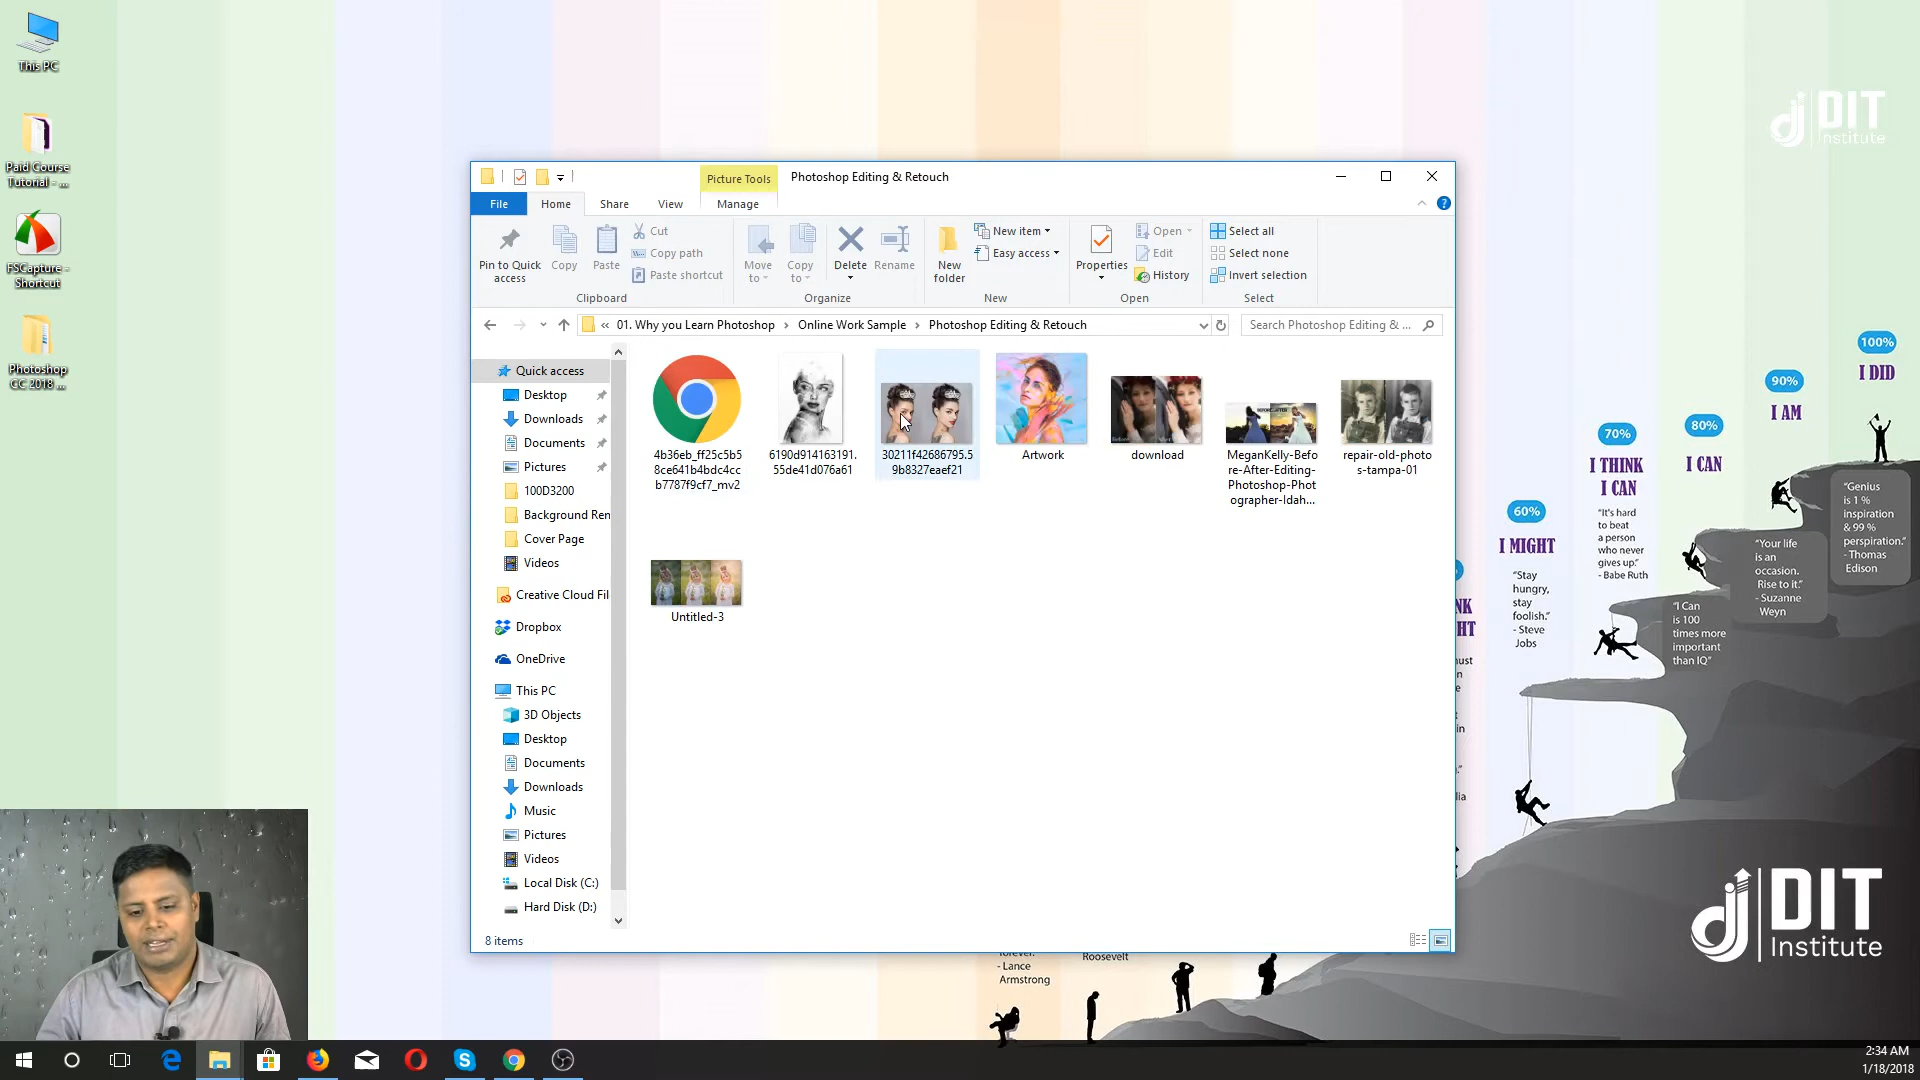 This PC
Paid Course
Tutorial - ...
FSCapture -
Shortcut
Photoshop
CC 2018 ...
DIT
Institute
Picture Tools
Photoshop Editing & Retouch
File
Home
Share
View
Manage
Pin to Quick
access
Copy
Paste
Cut
Copy path
Paste shortcut
Clipboard
Move
to
Copy
to
Delete
Rename
Organize
New
folder
New item
Easy access
New
Properties
Open
Edit
History
Open
Select all
Select none
Invert selection
Select
« 01. Why you Learn Photoshop › Online Work Sample › Photoshop Editing & Retouch
Search Photoshop Editing & ...
Quick access
Desktop
Downloads
Documents
Pictures
100D3200
Background Ren
Cover Page
Videos
Creative Cloud Fil
Dropbox
OneDrive
This PC
3D Objects
Desktop
Documents
Downloads
Music
Pictures
Videos
Local Disk (C:)
Hard Disk (D:)
4b36eb_ff25c5b5
8ce641b4bdc4cc
b7787f9cf7_mv2
6190d914163191.
55de41d076a61
30211f42686795.5
9b8327eaef21
Artwork
download
MeganKelly-Befo
re-After-Editing-
Photoshop-Phot
ographer-Idah...
repair-old-photo
s-tampa-01
Untitled-3
8 items
60%
I MIGHT
"Stay
hungry,
stay
foolish."
- Steve
Jobs
70%
I THINK
I CAN
"It's hard
to beat
a person
who never
gives up."
- Babe Ruth
80%
I CAN
"I Can
is 100
times more
important
than IQ"
90%
I AM
"Your life
is an
occasion.
Rise to it."
- Suzanne
Weyn
100%
I DID
"Genius
is 1 %
inspiration
& 99 %
perspiration."
- Thomas
Edison
NK
HT
- Lance
Armstrong
Roosevelt
DIT
Institute
2:34 AM
1/18/2018